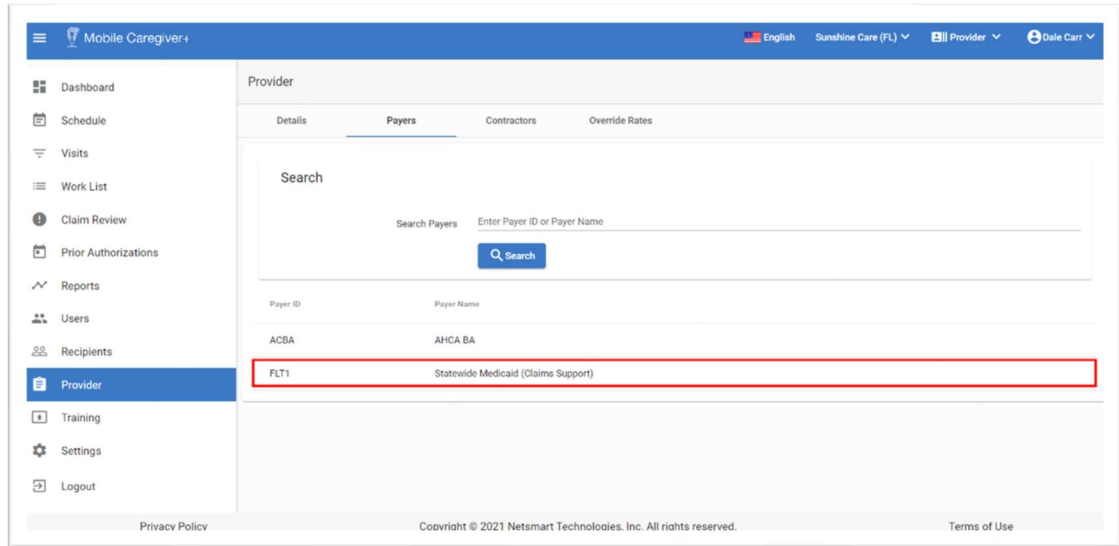 Mobile Caregiver+
English Sunshine Care (FL) Provider Dale Carr
Dashboard
Schedule
Visits
Work List
Claim Review
Prior Authorizations
Reports
Users
Recipients
Provider
Training
Settings
Logout
Provider
Details Payers Contractors Override Rates
Search
Search Payers Enter Payer ID or Payer Name
Search
Payer ID Payer Name
ACBA AHCA BA
FLT1 Statewide Medicaid (Claims Support)
Privacy Policy Copyright © 2021 Netsmart Technologies, Inc. All rights reserved. Terms of Use